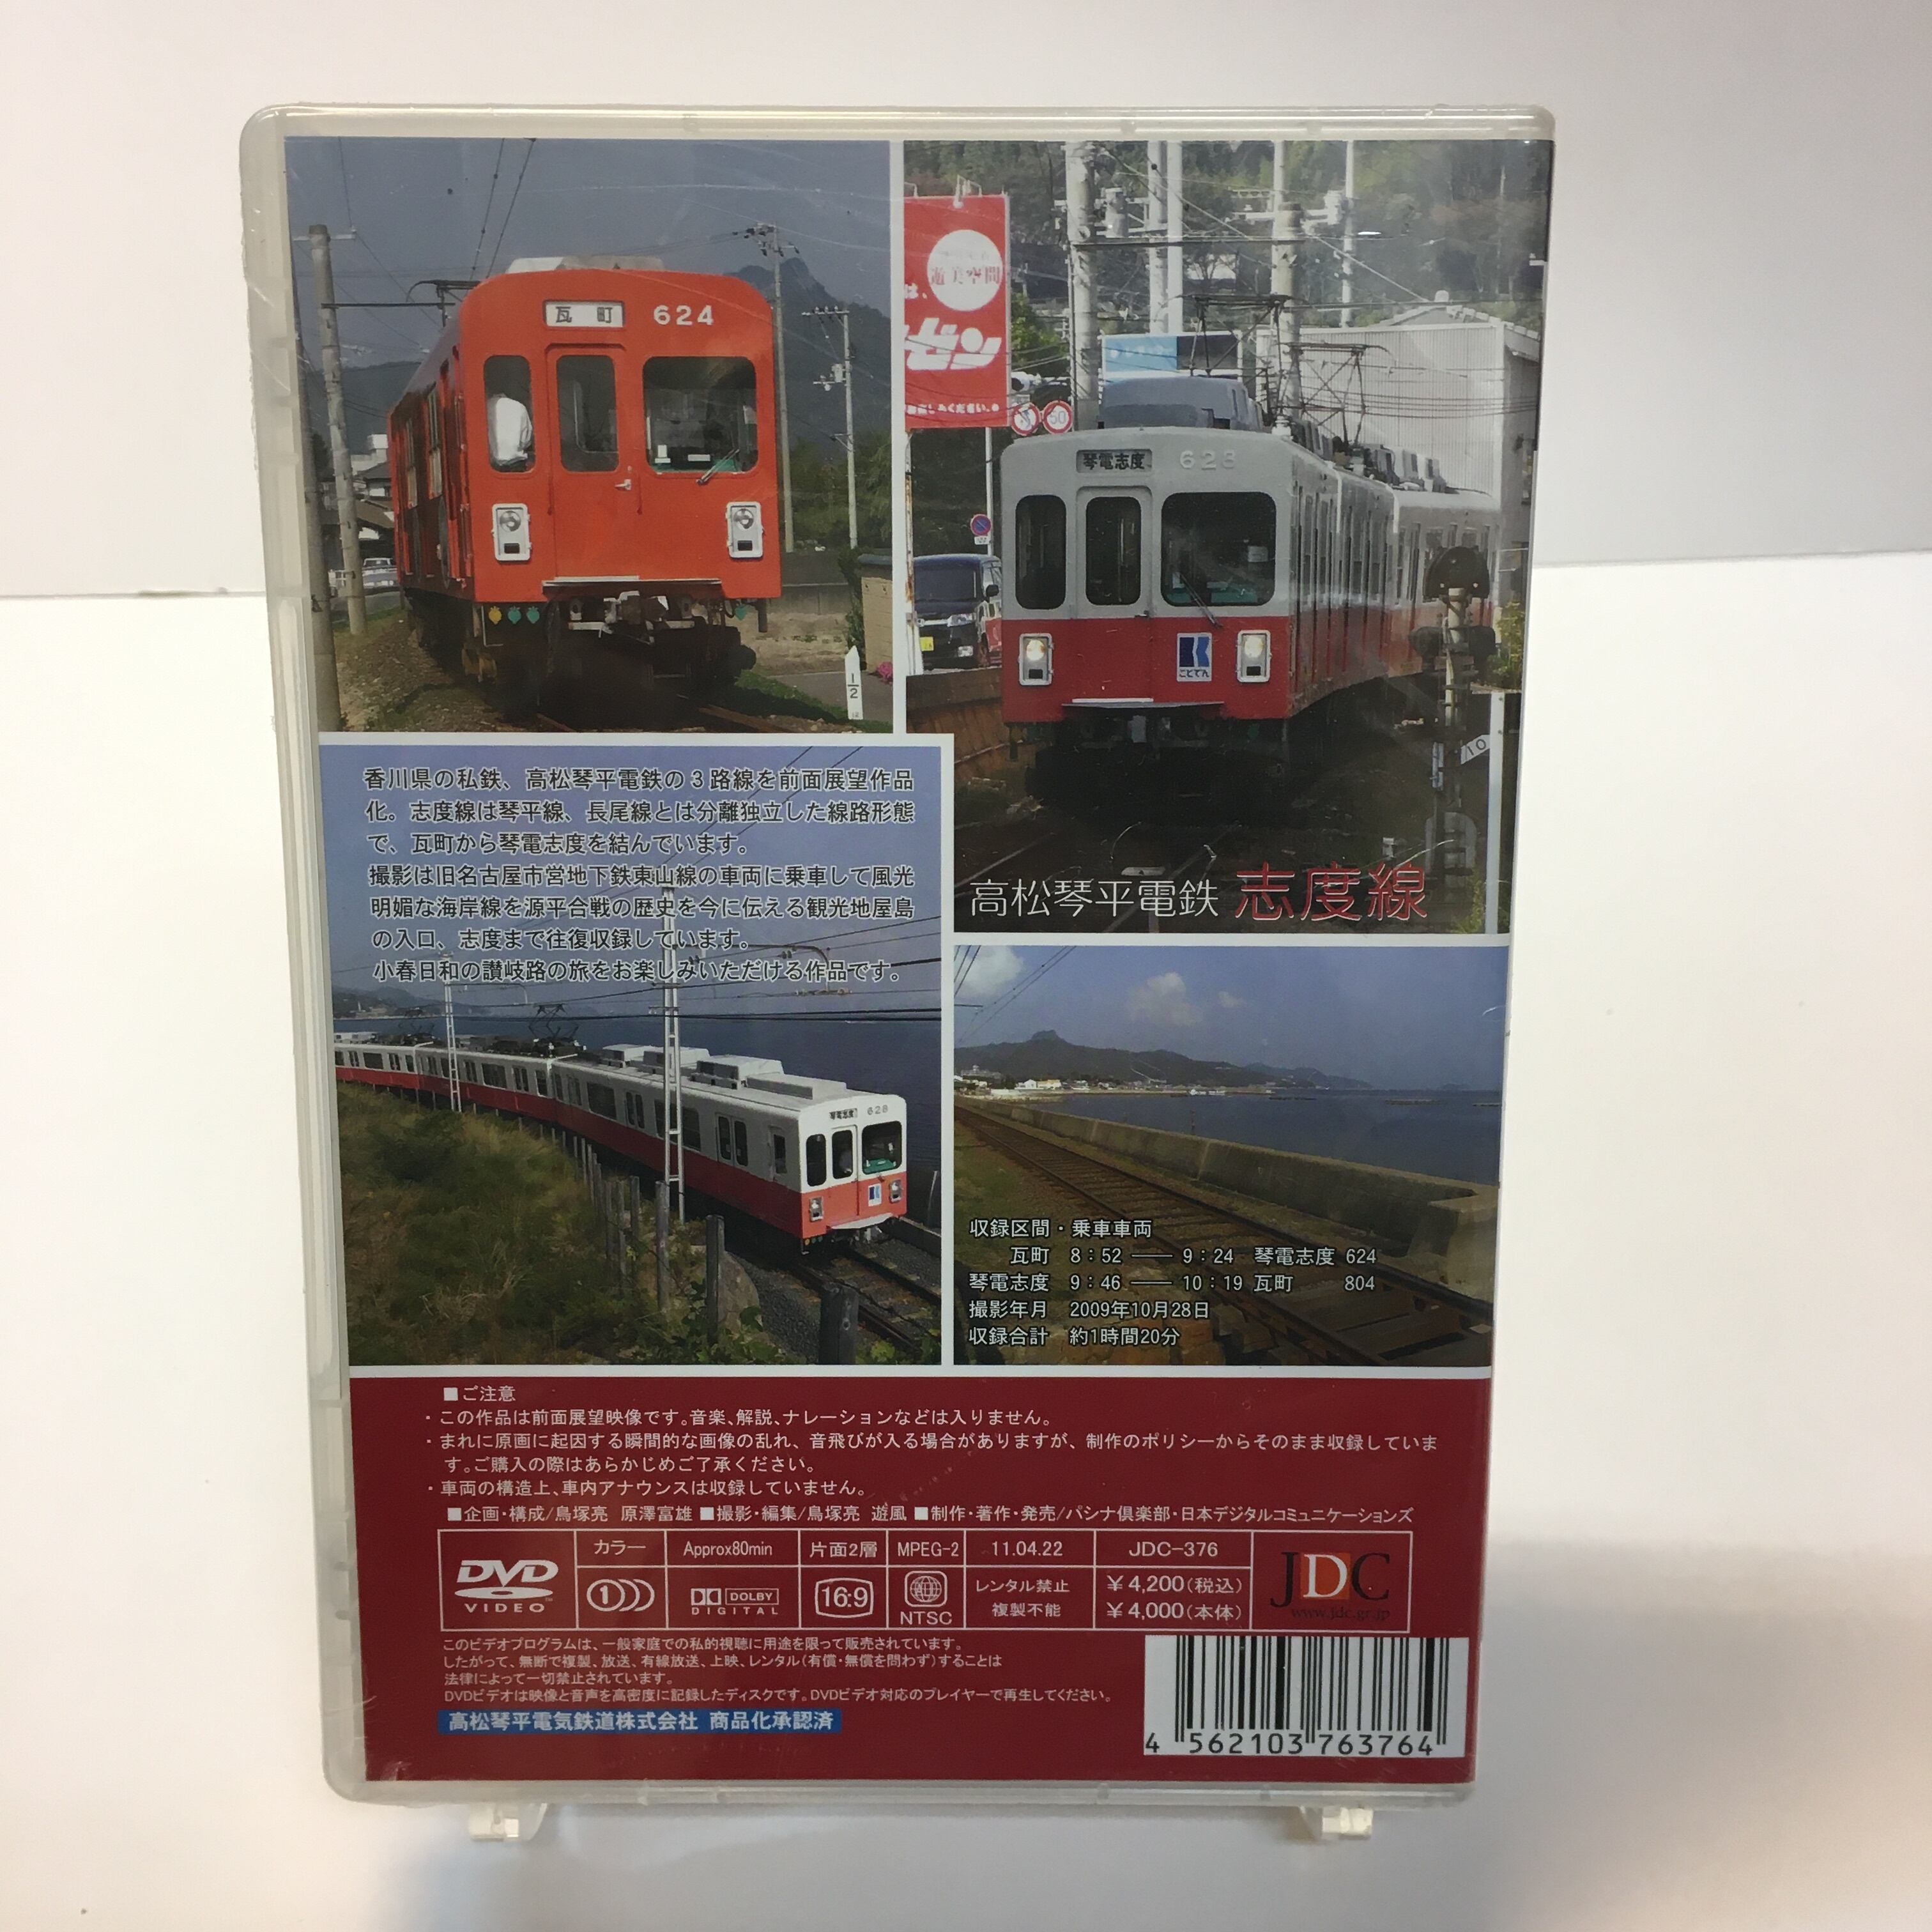 瓦町 624
遊美空間
ゼン
ください。
50
琴電志度 623
ことでん
1/2
10
香川県の私鉄、高松琴平電鉄の3路線を前面展望作品
化。志度線は琴平線、長尾線とは分離独立した線路形態
で、瓦町から琴電志度を結んでいます。
撮影は旧名古屋市営地下鉄東山線の車両に乗車して風光
明媚な海岸線を源平合戦の歴史を今に伝える観光地屋島
の入口、志度まで往復収録しています。
小春日和の讃岐路の旅をお楽しみいただける作品です。
高松琴平電鉄 志度線
琴電志度 628
収録区間・乗車車両
瓦町 8:52 ―― 9:24 琴電志度 624
琴電志度 9:46 ―― 10:19 瓦町 804
撮影年月 2009年10月28日
収録合計 約1時間20分
■ご注意
・この作品は前面展望映像です。音楽、解説、ナレーションなどは入りません。
・まれに原画に起因する瞬間的な画像の乱れ、音飛びが入る場合がありますが、制作のポリシーからそのまま収録していま
す。ご購入の際はあらかじめご了承ください。
・車両の構造上、車内アナウンスは収録していません。
■企画・構成/鳥塚亮 原澤富雄 ■撮影・編集/鳥塚亮 遊風 ■制作・著作・発売/パシナ倶楽部・日本デジタルコミュニケーションズ
DVD VIDEO カラー Approx80min 片面2層 MPEG-2 11.04.22 JDC-376 JDC
1 DOLBY DIGITAL 16:9 NTSC レンタル禁止 ¥4,200(税込) www.jdc.gr.jp
複製不能 ¥4,000(本体)
このビデオプログラムは、一般家庭での私的視聴に用途を限って販売されています。
したがって、無断で複製、放送、有線放送、上映、レンタル(有償・無償を問わず)することは
法律によって一切禁止されています。
DVDビデオは映像と音声を高密度に記録したディスクです。DVDビデオ対応のプレイヤーで再生してください。
高松琴平電気鉄道株式会社 商品化承認済
4 562103 763764